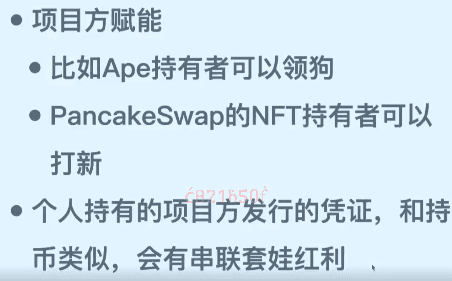 • 项目方赋能
• 比如Ape持有者可以领狗
• PancakeSwap的NFT持有者可以
打新
• 个人持有的项目方发行的凭证，和持
币类似，会有串联套娃红利